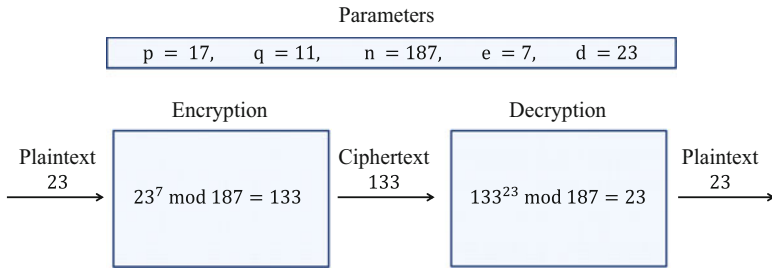 Parameters
p = 17, q = 11, n = 187, e = 7, d = 23
Encryption
Decryption
Plaintext
23
23⁷ mod 187 = 133
Ciphertext
133
133²³ mod 187 = 23
Plaintext
23